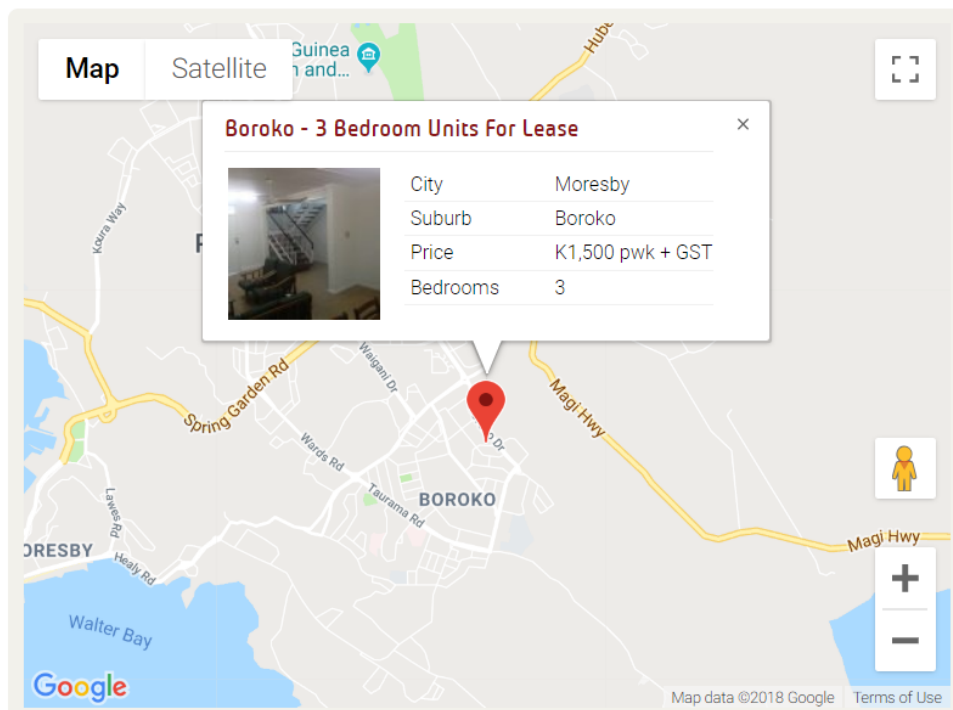 Map
Satellite
Guinea
n and...
Hube
Boroko - 3 Bedroom Units For Lease
×
City Moresby
Suburb Boroko
Price K1,500 pwk + GST
Bedrooms 3
Koura Way
P
Waigani Dr
Spring Garden Rd
Magi Hwy
o Dr
Wards Rd
BOROKO
Taurama Rd
Lawes Rd
ORESBY
Healy Rd
Magi Hwy
Walter Bay
+
−
Google
Map data ©2018 Google
Terms of Use